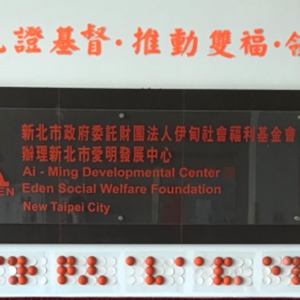 證基督·推動雙福·領
新北市政府委託財團法人伊甸社會福利基金會
辦理新北市愛明發展中心
Ai - Ming Developmental Center
Eden Social Welfare Foundation
New Taipei City
EN